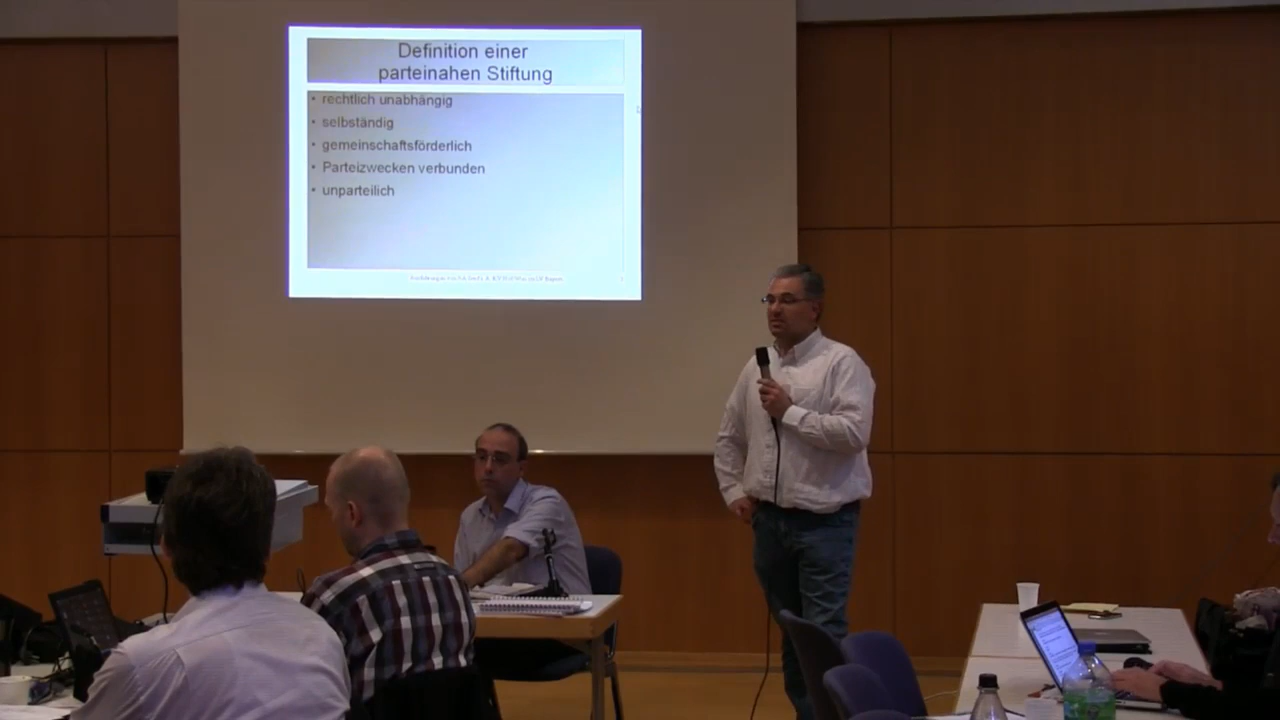 Definition einer
parteinahen Stiftung
• rechtlich unabhängig
• selbständig
• gemeinschaftsförderlich
• Parteizwecken verbunden
• unparteilich